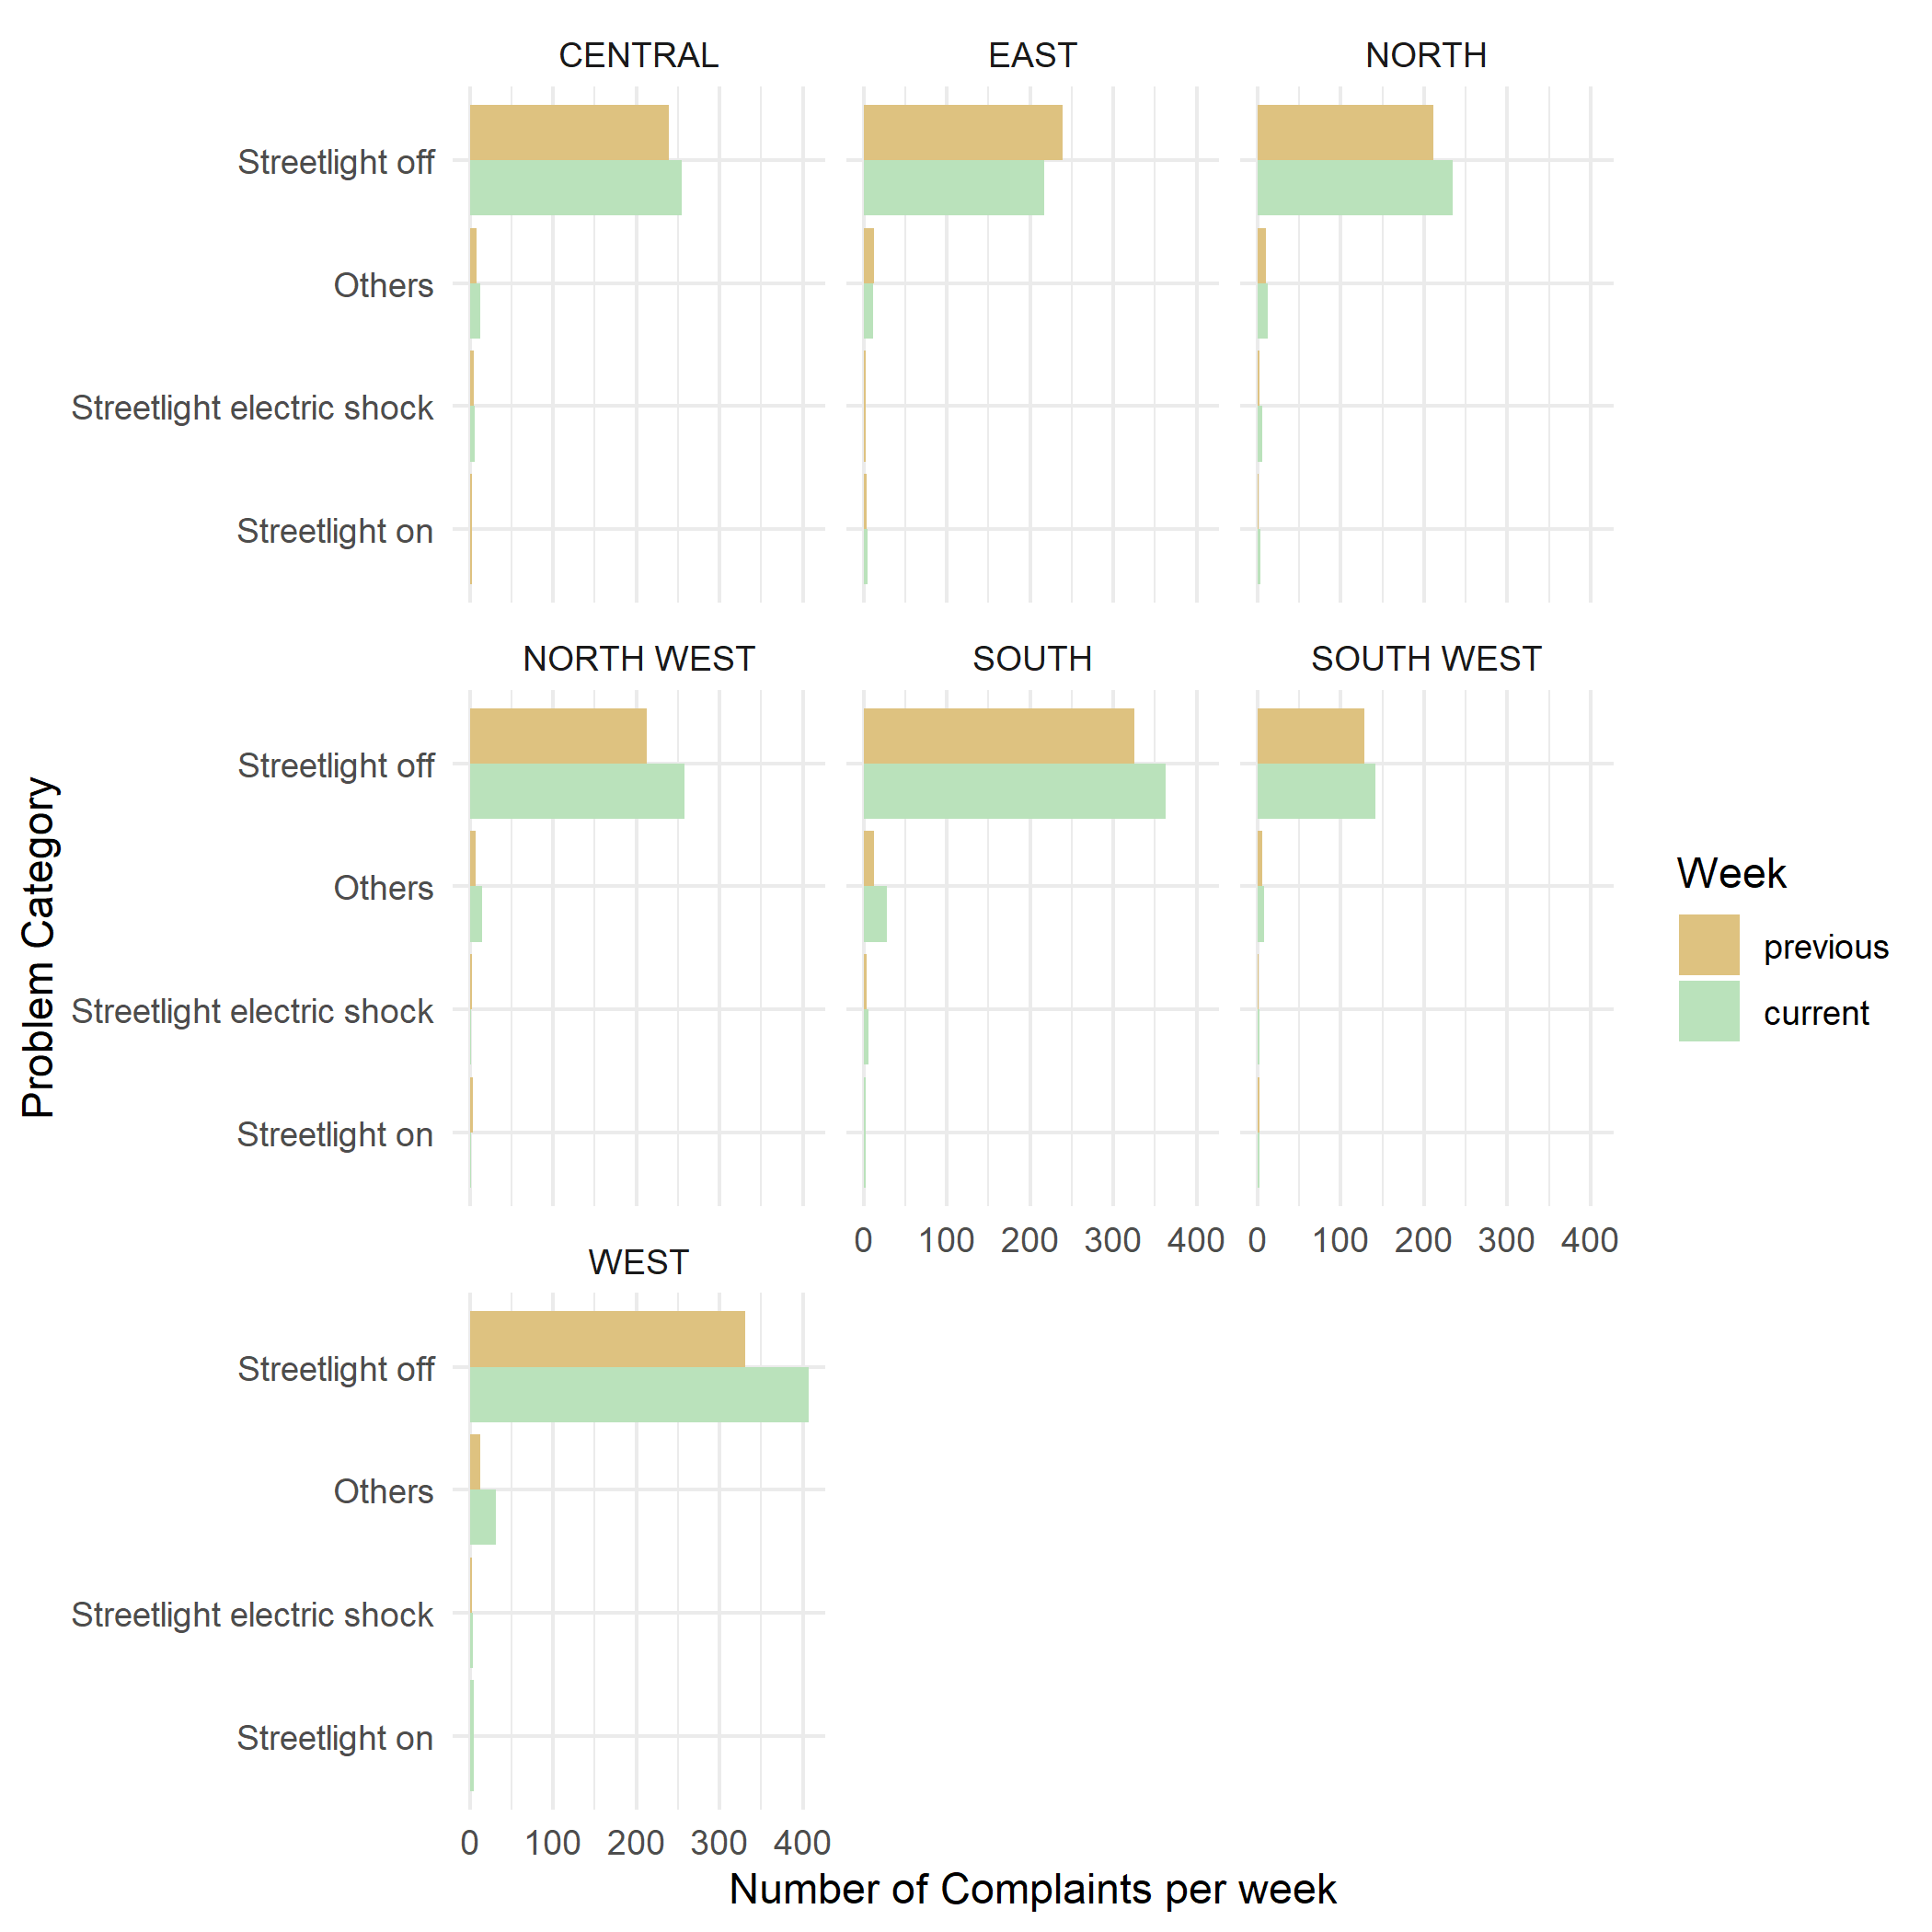 CENTRAL
EAST
NORTH
Streetlight off
Others
Streetlight electric shock
Streetlight on
NORTH WEST
SOUTH
SOUTH WEST
Streetlight off
Others
Streetlight electric shock
Streetlight on
0 100 200 300 400
0 100 200 300 400
WEST
Streetlight off
Others
Streetlight electric shock
Streetlight on
0 100 200 300 400
Number of Complaints per week
Problem Category
Week
previous
current